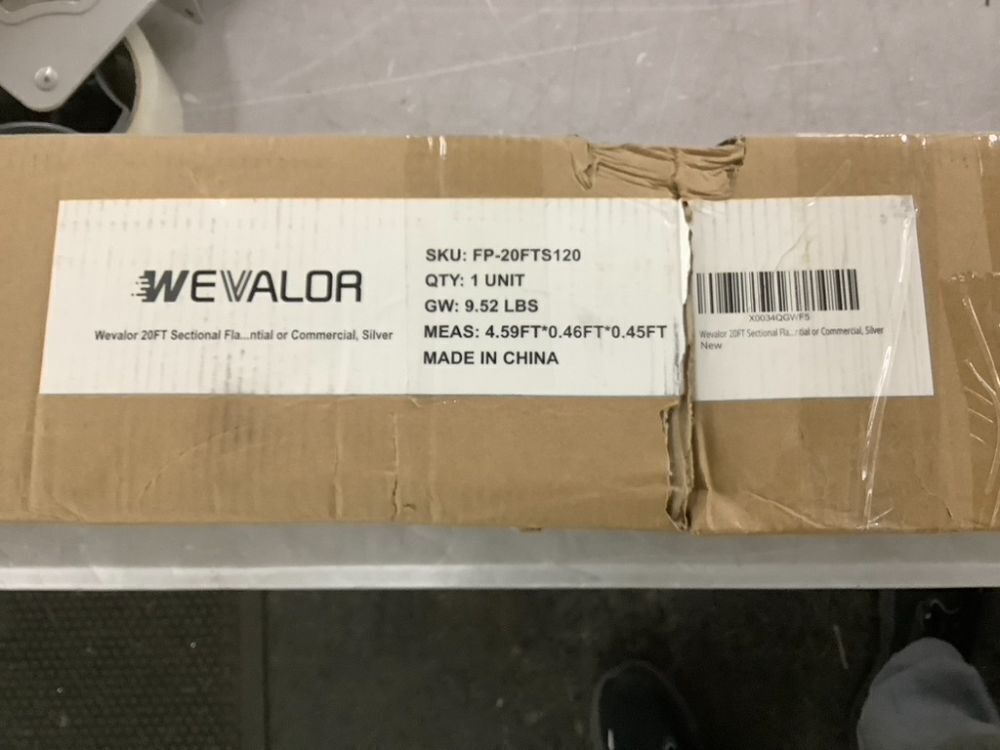 WEVALOR
Wevalor 20FT Sectional Fla...ntial or Commercial, Silver
SKU: FP-20FTS120
QTY: 1 UNIT
GW: 9.52 LBS
MEAS: 4.59FT*0.46FT*0.45FT
MADE IN CHINA
X0034QGVF5
Wevalor 20FT Sectional Fla...ntial or Commercial, Silver
New